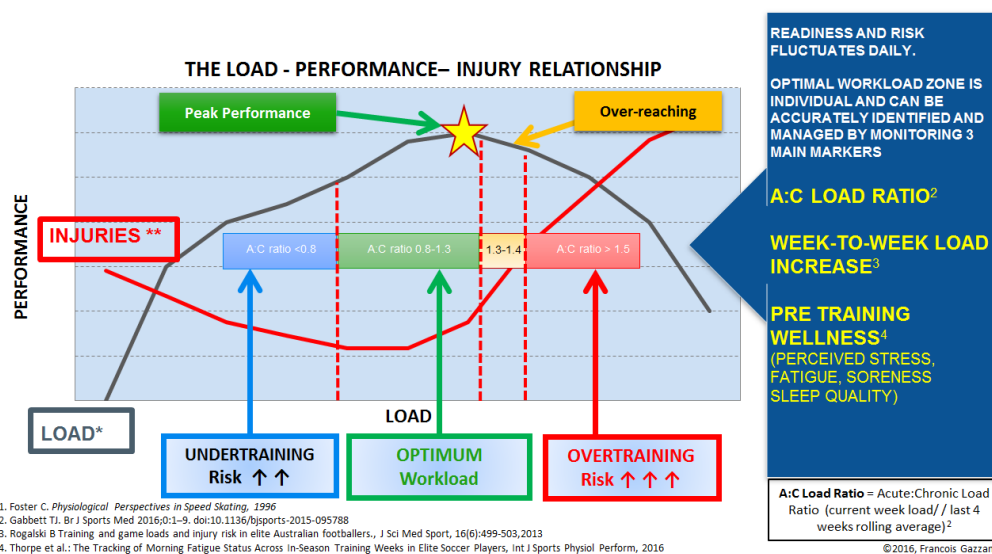 THE LOAD - PERFORMANCE– INJURY RELATIONSHIP
Peak Performance
Over-reaching
PERFORMANCE
INJURIES **
A:C ratio <0.8
A:C ratio 0.8-1.3
1.3-1.4
A:C ratio > 1.5
LOAD
LOAD*
UNDERTRAINING
Risk ↑ ↑
OPTIMUM
Workload
OVERTRAINING
Risk ↑ ↑ ↑
READINESS AND RISK
FLUCTUATES DAILY.
OPTIMAL WORKLOAD ZONE IS
INDIVIDUAL AND CAN BE
ACCURATELY IDENTIFIED AND
MANAGED BY MONITORING 3
MAIN MARKERS
A:C LOAD RATIO2
WEEK-TO-WEEK LOAD
INCREASE3
PRE TRAINING
WELLNESS4
(PERCEIVED STRESS,
FATIGUE, SORENESS
SLEEP QUALITY)
A:C Load Ratio = Acute:Chronic Load
Ratio (current week load// last 4
weeks rolling average)2
1. Foster C. Physiological Perspectives in Speed Skating, 1996
2. Gabbett TJ. Br J Sports Med 2016;0:1–9. doi:10.1136/bjsports-2015-095788
3. Rogalski B Training and game loads and injury risk in elite Australian footballers., J Sci Med Sport, 16(6):499-503,2013
4. Thorpe et al.: The Tracking of Morning Fatigue Status Across In-Season Training Weeks in Elite Soccer Players, Int J Sports Physiol Perform, 2016
©2016, Francois